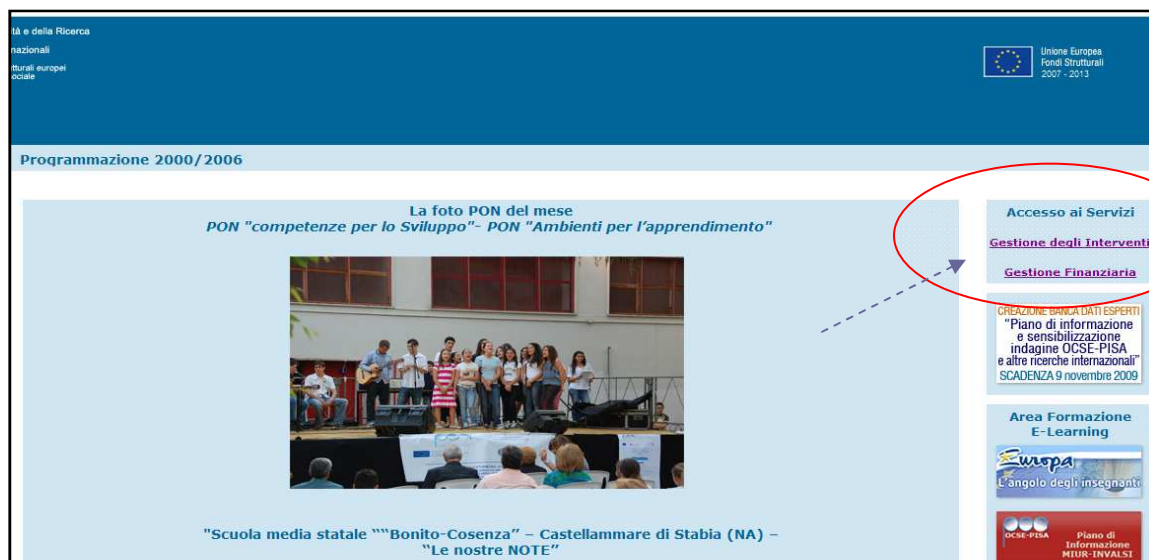 tà e della Ricerca
nazionali
tturali europei
ociale
Unione Europea
Fondi Strutturali
2007 - 2013
Programmazione 2000/2006
La foto PON del mese
PON "competenze per lo Sviluppo"- PON "Ambienti per l'apprendimento"
"Scuola media statale ""Bonito-Cosenza" – Castellammare di Stabia (NA) –
"Le nostre NOTE"
Accesso ai Servizi
Gestione degli Interventi
Gestione Finanziaria
CREAZIONE BANCA DATI ESPERTI
"Piano di informazione
e sensibilizzazione
indagine OCSE-PISA
e altre ricerche internazionali"
SCADENZA 9 novembre 2009
Area Formazione
E-Learning
Europa
L'angolo degli insegnanti
OCSE-PISA
Piano di
Informazione
MIUR-INVALSI